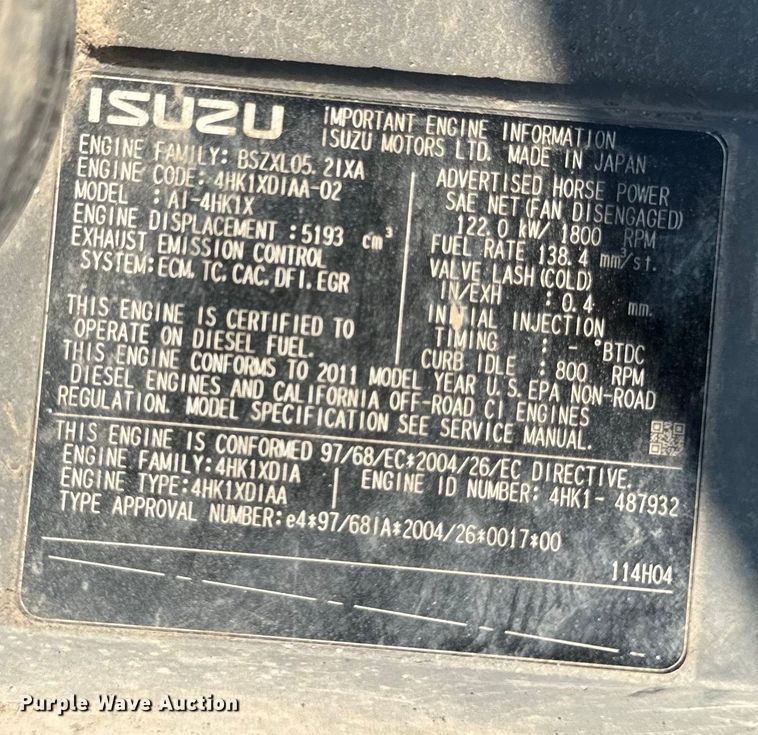 ISUZU
IMPORTANT ENGINE INFORMATION
ISUZU MOTORS LTD. MADE IN JAPAN
ENGINE FAMILY: BSZXL05.2IXA
ENGINE CODE: 4HK1XDIAA-02
MODEL : AI-4HK1X
ENGINE DISPLACEMENT : 5193 cm³
EXHAUST EMISSION CONTROL
SYSTEM: ECM, TC, CAC, DFI, EGR
THIS ENGINE IS CERTIFIED TO
OPERATE ON DIESEL FUEL.
ADVERTISED HORSE POWER
SAE NET(FAN DISENGAGED)
122.0 kW/ 1800 RPM
FUEL RATE 138.4 mm³/st.
VALVE LASH(COLD)
IN/EXH : 0.4 mm.
INITIAL INJECTION
TIMING : - °BTDC
CURB IDLE : 800 RPM
THIS ENGINE CONFORMS TO 2011 MODEL YEAR U.S. EPA NON-ROAD
DIESEL ENGINES AND CALIFORNIA OFF-ROAD CI ENGINES
REGULATION. MODEL SPECIFICATION SEE SERVICE MANUAL.
THIS ENGINE IS CONFORMED 97/68/EC*2004/26/EC DIRECTIVE.
ENGINE FAMILY: 4HK1XDIA
ENGINE TYPE: 4HK1XDIAA
ENGINE ID NUMBER: 4HK1- 487932
TYPE APPROVAL NUMBER: e4*97/68IA*2004/26*0017*00
114H04
Purple Wave Auction